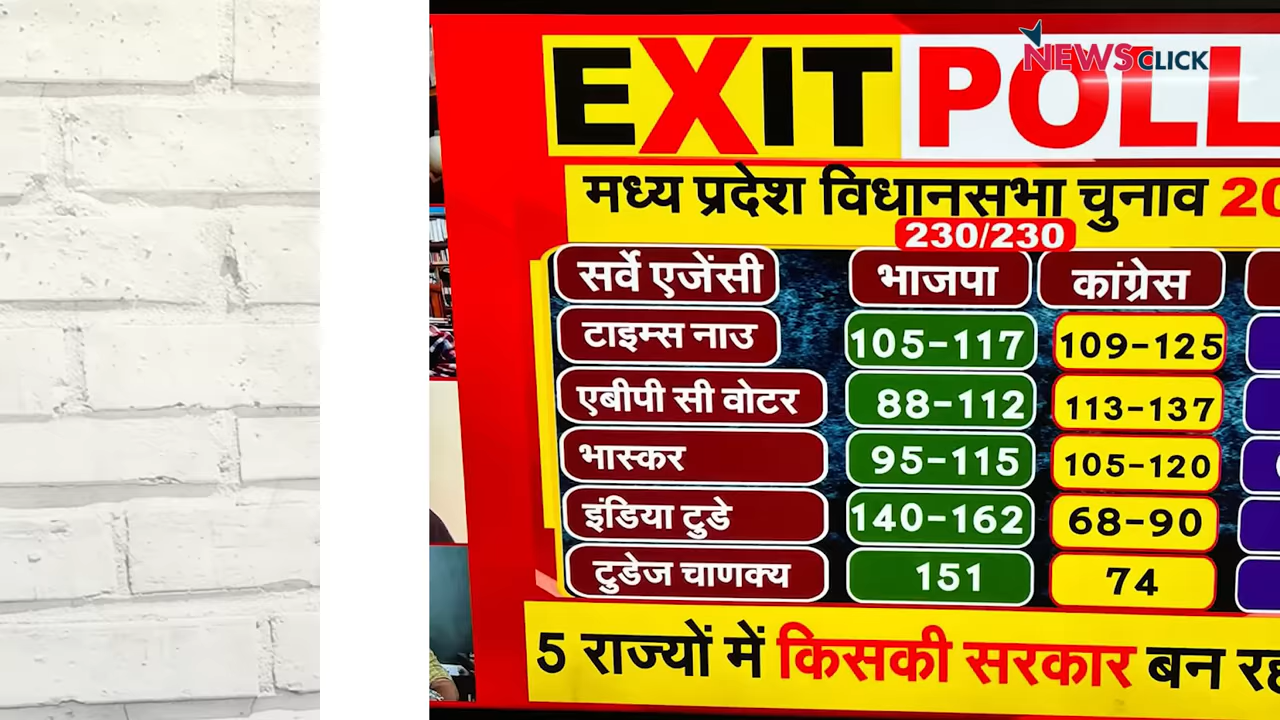 EXIT POLL
NEWSCLICK
मध्य प्रदेश विधानसभा चुनाव 20
230/230
सर्वे एजेंसी भाजपा कांग्रेस
टाइम्स नाउ 105-117 109-125
एबीपी सी वोटर 88-112 113-137
भास्कर 95-115 105-120
इंडिया टुडे 140-162 68-90
टुडेज चाणक्य 151 74
5 राज्यों में किसकी सरकार बन